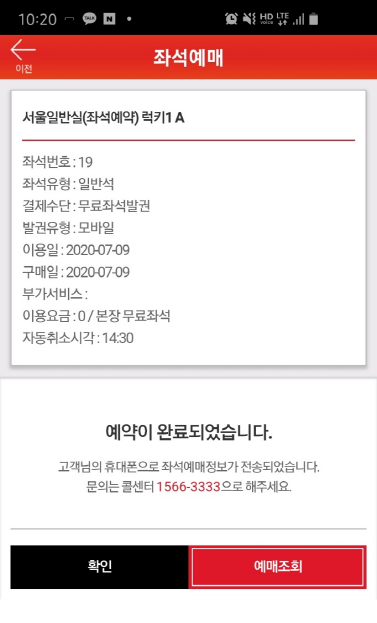 10:20 TALK N
HD VOICE LTE
이전
좌석예매
서울일반실(좌석예약) 럭키1 A
좌석번호 : 19
좌석유형 : 일반석
결제수단 : 무료좌석발권
발권유형 : 모바일
이용일 : 2020-07-09
구매일 : 2020-07-09
부가서비스 :
이용요금 : 0 / 본장 무료좌석
자동취소시각 : 14:30
예약이 완료되었습니다.
고객님의 휴대폰으로 좌석예매정보가 전송되었습니다.
문의는 콜센터 1566-3333으로 해주세요.
확인
예매조회